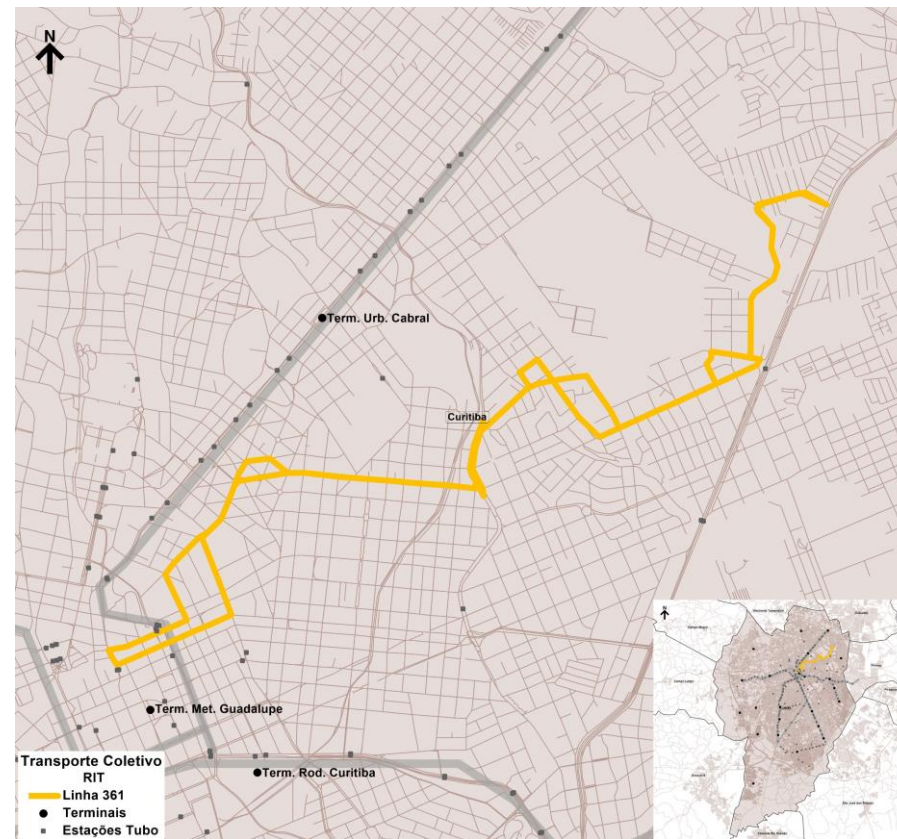 N
Term. Urb. Cabral
Curitiba
Term. Met. Guadalupe
Term. Rod. Curitiba
Transporte Coletivo
RIT
Linha 361
Terminais
Estações Tubo
N